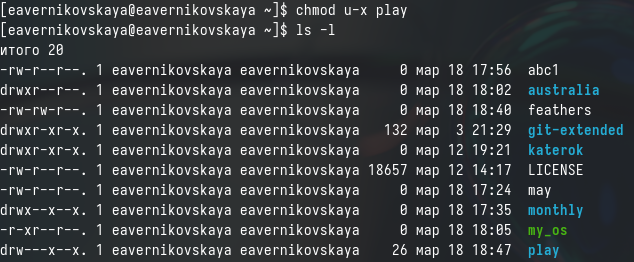 [eavernikovskaya@eavernikovskaya ~]$ chmod u-x play
[eavernikovskaya@eavernikovskaya ~]$ ls -l
итого 20
-rw-r--r--. 1 eavernikovskaya eavernikovskaya 0 мар 18 17:56 abc1
drwxr--r--. 1 eavernikovskaya eavernikovskaya 0 мар 18 18:02 australia
-rw-rw-r--. 1 eavernikovskaya eavernikovskaya 0 мар 18 18:40 feathers
drwxr-xr-x. 1 eavernikovskaya eavernikovskaya 132 мар 3 21:29 git-extended
drwxr-xr-x. 1 eavernikovskaya eavernikovskaya 0 мар 12 19:21 katerok
-rw-r--r--. 1 eavernikovskaya eavernikovskaya 18657 мар 12 14:17 LICENSE
-rw-r--r--. 1 eavernikovskaya eavernikovskaya 0 мар 18 17:24 may
drwx--x--x. 1 eavernikovskaya eavernikovskaya 0 мар 18 17:35 monthly
-r-xr--r--. 1 eavernikovskaya eavernikovskaya 0 мар 18 18:05 my_os
drw---x--x. 1 eavernikovskaya eavernikovskaya 26 мар 18 18:47 play